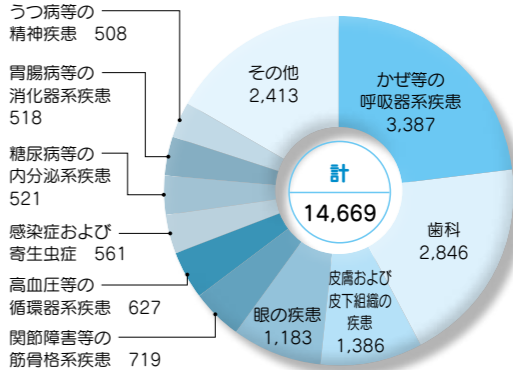 うつ病等の
精神疾患 508
胃腸病等の
消化器系疾患
518
糖尿病等の
内分泌系疾患
521
感染症および
寄生虫症 561
高血圧等の
循環器系疾患 627
関節障害等の
筋骨格系疾患 719
その他
2,413
かぜ等の
呼吸器系疾患
3,387
計
14,669
歯科
2,846
皮膚および
皮下組織の
疾患
1,386
眼の疾患
1,183